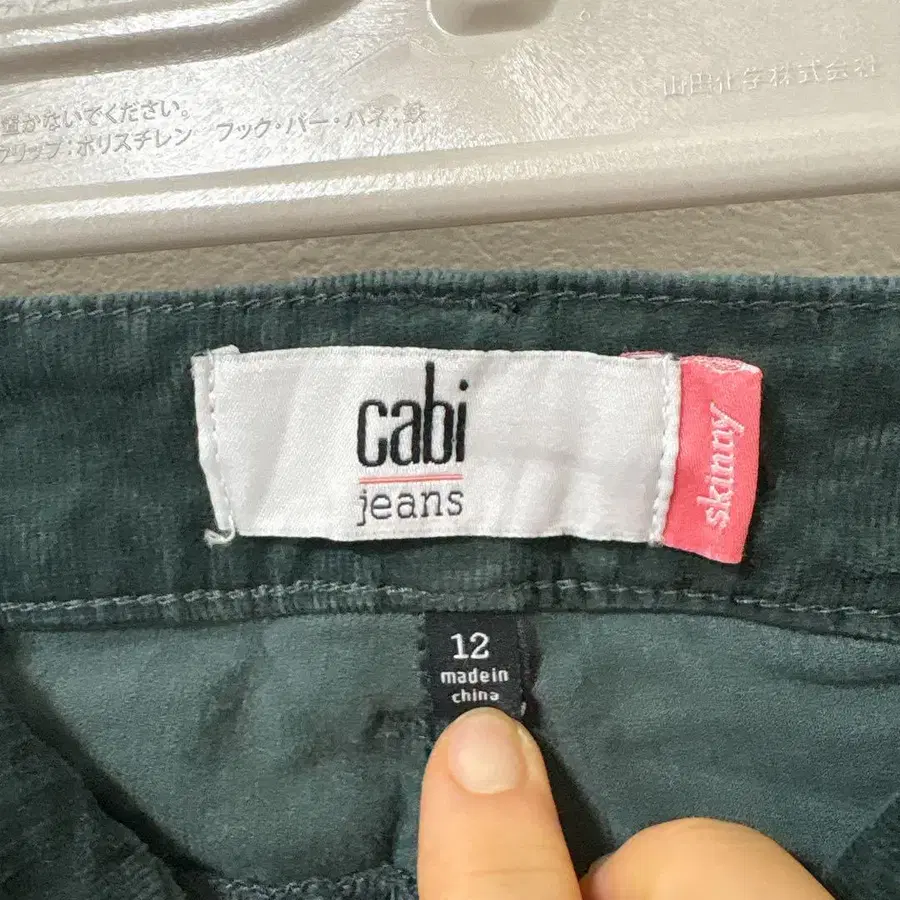 山田化学株式会社
置かないでください。
クリップ:ポリスチレン フック・バー・バネ:鉄
cabi
jeans
skinny
12
made in
china